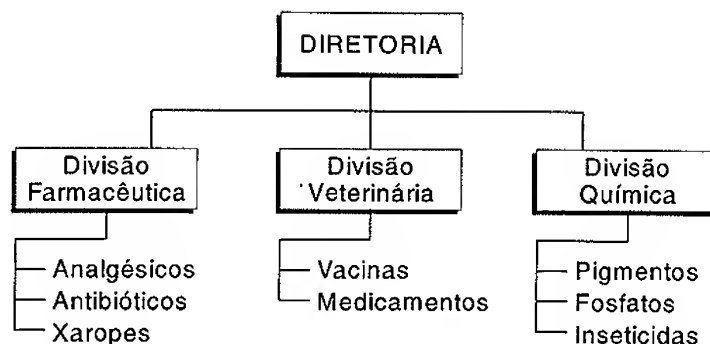 DIRETORIA
Divisão
Farmacêutica
Divisão
Veterinária
Divisão
Química
Analgésicos
Antibióticos
Xaropes
Vacinas
Medicamentos
Pigmentos
Fosfatos
Inseticidas